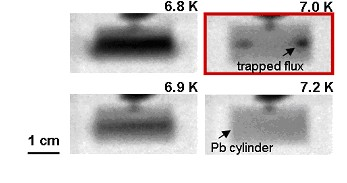 6.8 K
7.0 K
trapped flux
6.9 K
7.2 K
Pb cylinder
1 cm